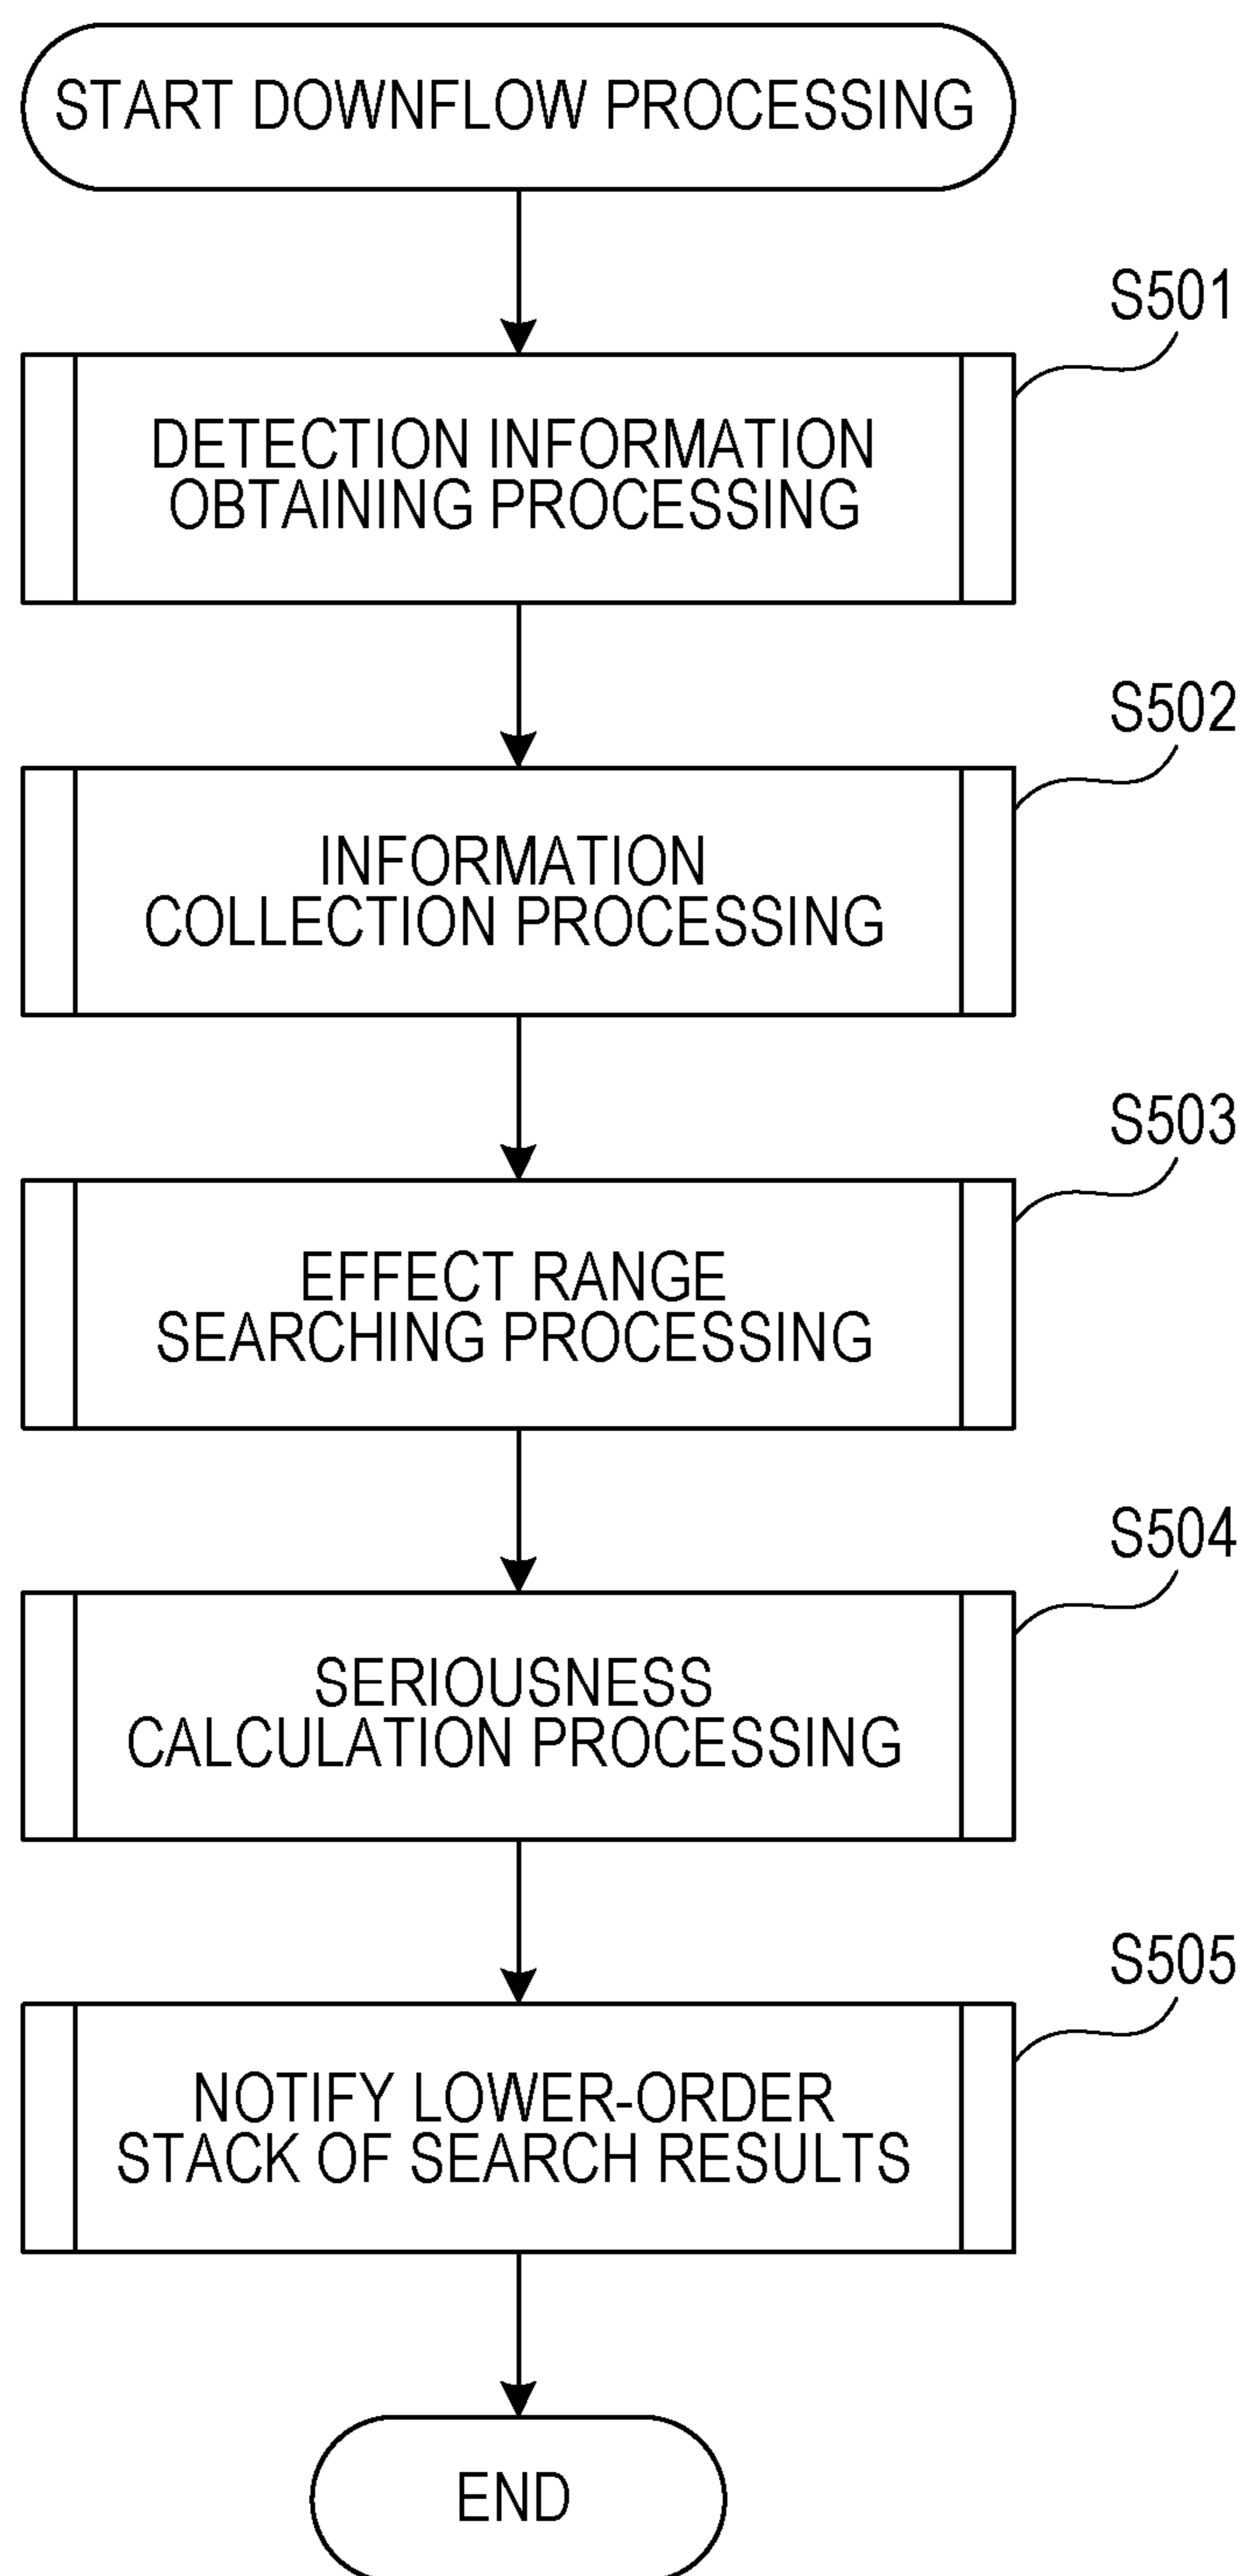 START DOWNFLOW PROCESSING
S501
DETECTION INFORMATION
OBTAINING PROCESSING
S502
INFORMATION
COLLECTION PROCESSING
S503
EFFECT RANGE
SEARCHING PROCESSING
S504
SERIOUSNESS
CALCULATION PROCESSING
S505
NOTIFY LOWER-ORDER
STACK OF SEARCH RESULTS
END